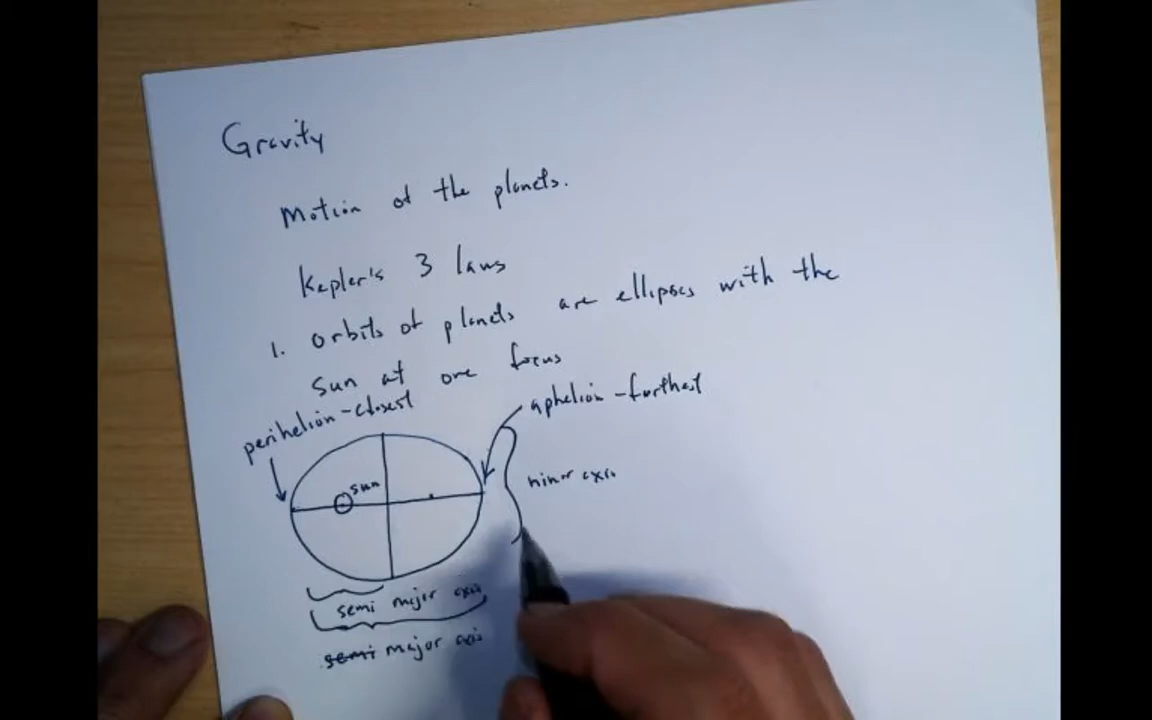 Gravity
Motion of the planets.
Kepler's 3 laws
1. Orbits of planets are ellipses with the
Sun at one focus
perihelion-closest
aphelion-furthest
sun
minor axis
semi major axis
semi major axis